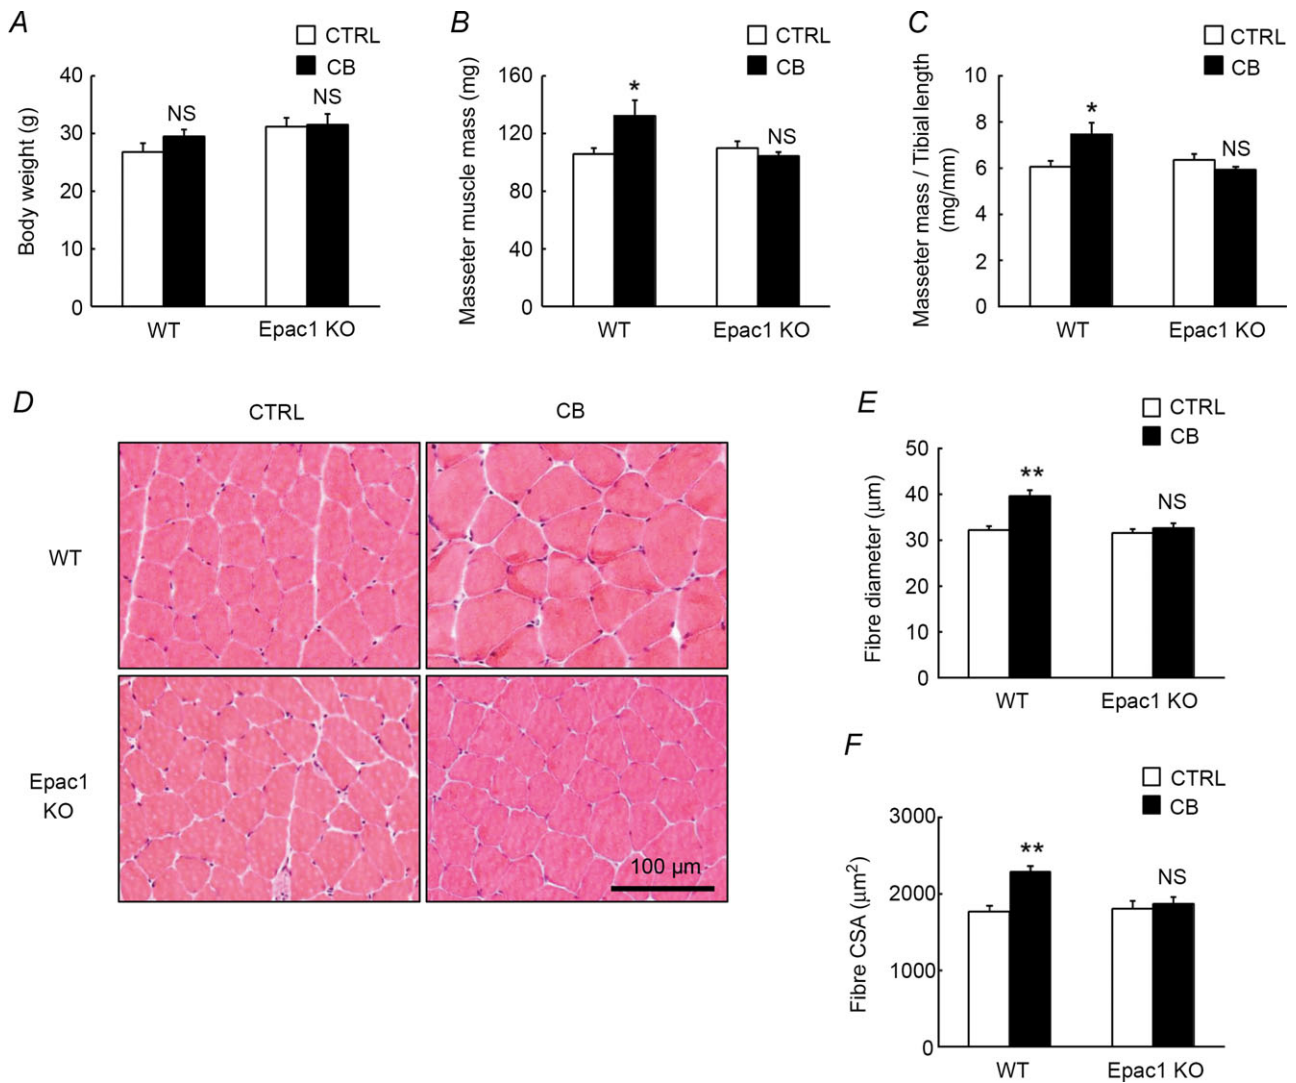 A
CTRL
CB
Body weight (g)
40
30
20
10
0
NS
NS
WT
Epac1 KO
B
CTRL
CB
Masseter muscle mass (mg)
160
120
80
40
0
*
NS
WT
Epac1 KO
C
CTRL
CB
Masseter mass / Tibial length
(mg/mm)
10
8
6
4
2
0
*
NS
WT
Epac1 KO
D
CTRL
CB
WT
Epac1
KO
100 µm
E
CTRL
CB
Fibre diameter (µm)
50
40
30
20
10
0
**
NS
WT
Epac1 KO
F
CTRL
CB
Fibre CSA (µm²)
3000
2000
1000
0
**
NS
WT
Epac1 KO